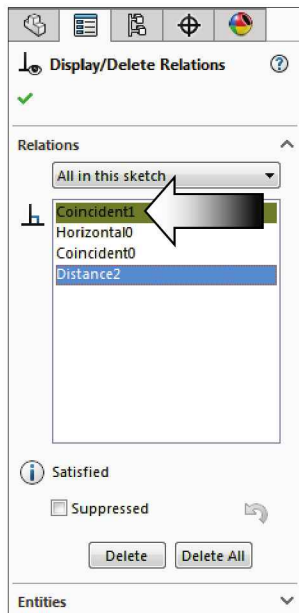 Display/Delete Relations
Relations
All in this sketch
Coincident1
Horizontal0
Coincident0
Distance2
Satisfied
Suppressed
Delete Delete All
Entities